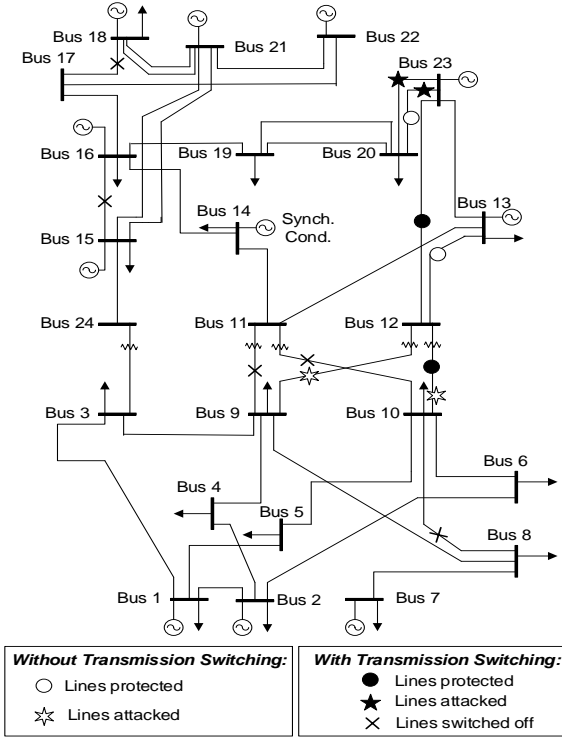 Bus 18
Bus 21
Bus 22
Bus 17
Bus 23
Bus 16
Bus 19
Bus 20
Bus 14
Synch.
Cond.
Bus 13
Bus 15
Bus 24
Bus 11
Bus 12
Bus 3
Bus 9
Bus 10
Bus 4
Bus 5
Bus 6
Bus 8
Bus 1
Bus 2
Bus 7
Without Transmission Switching:
Lines protected
Lines attacked
With Transmission Switching:
Lines protected
Lines attacked
Lines switched off